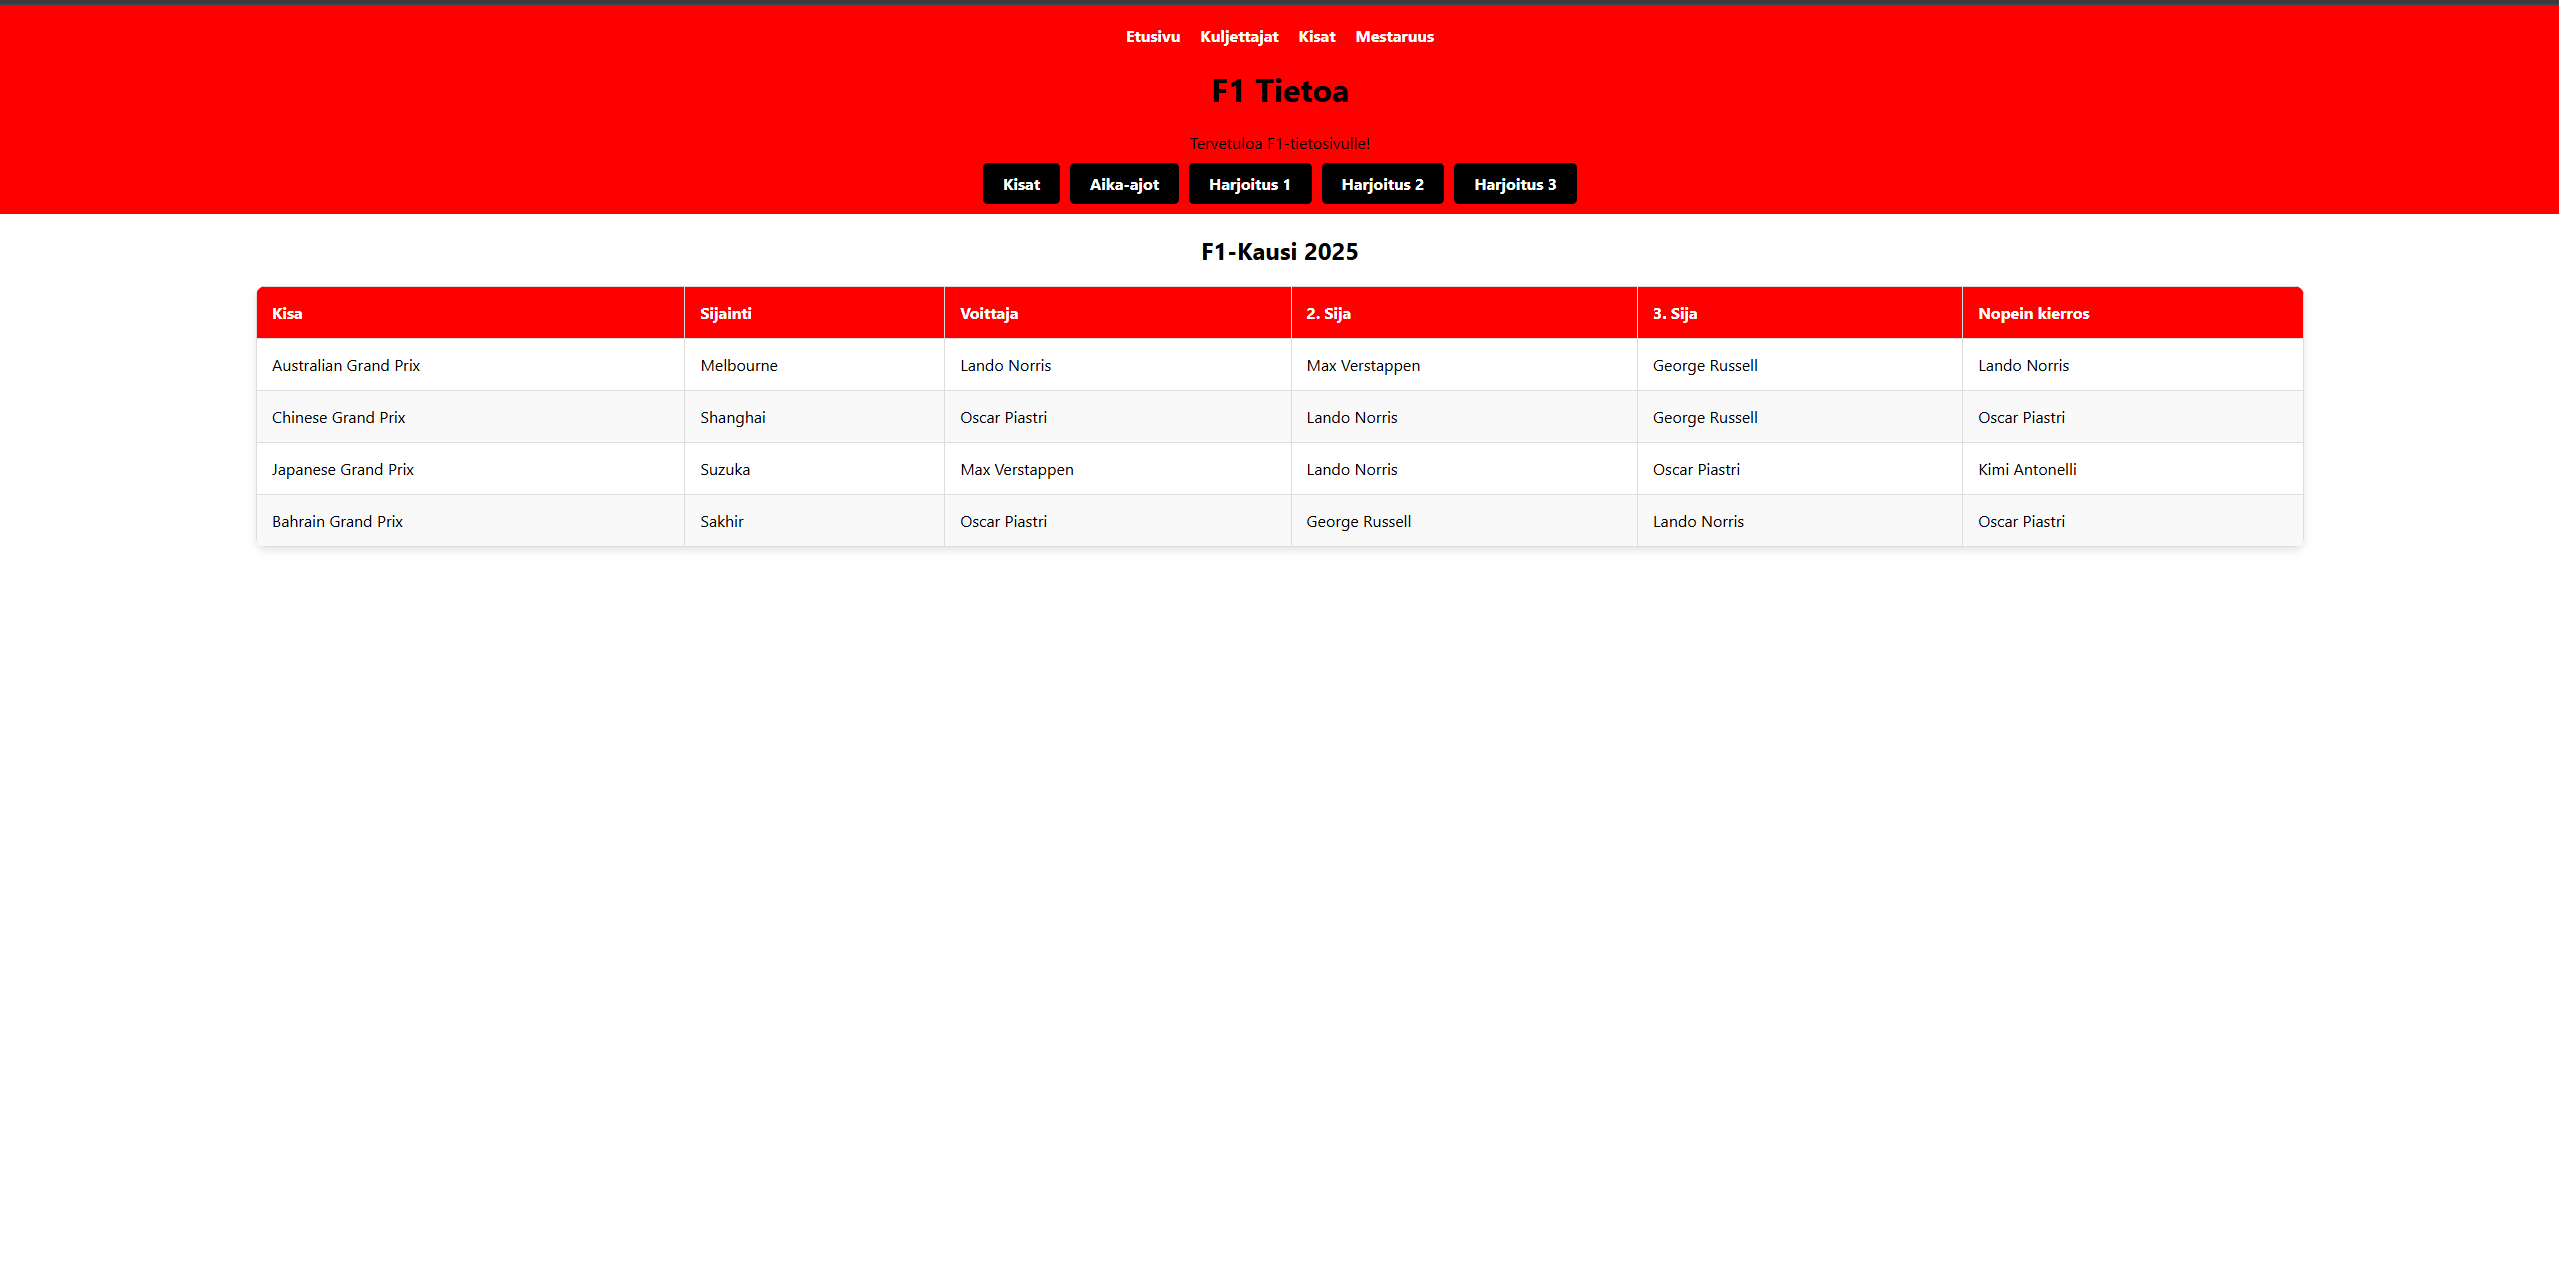 Etusivu Kuljettajat Kisat Mestaruus
F1 Tietoa
Tervetuloa F1-tietosivulle!
Kisat Aika-ajot Harjoitus 1 Harjoitus 2 Harjoitus 3
F1-Kausi 2025
Kisa Sijainti Voittaja 2. Sija 3. Sija Nopein kierros
Australian Grand Prix Melbourne Lando Norris Max Verstappen George Russell Lando Norris
Chinese Grand Prix Shanghai Oscar Piastri Lando Norris George Russell Oscar Piastri
Japanese Grand Prix Suzuka Max Verstappen Lando Norris Oscar Piastri Kimi Antonelli
Bahrain Grand Prix Sakhir Oscar Piastri George Russell Lando Norris Oscar Piastri